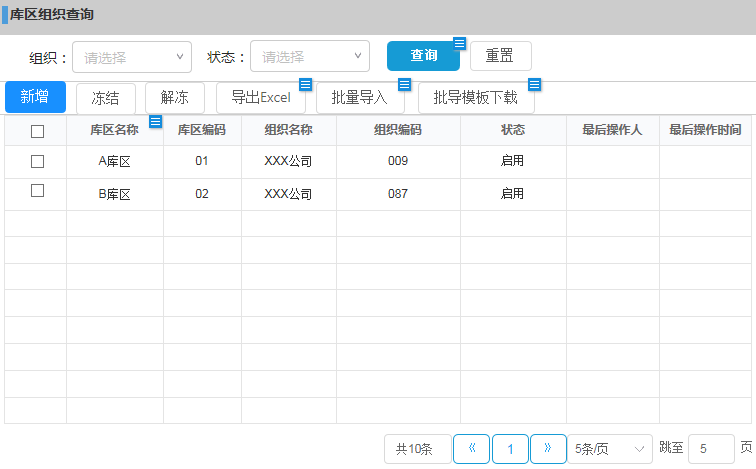 库区组织查询
组织： 请选择 状态： 请选择 查询 重置
新增 冻结 解冻 导出Excel 批量导入 批导模板下载
库区名称 库区编码 组织名称 组织编码 状态 最后操作人 最后操作时间
A库区 01 XXX公司 009 启用
B库区 02 XXX公司 087 启用
共10条 《 1 》 5条/页 跳至 5 页